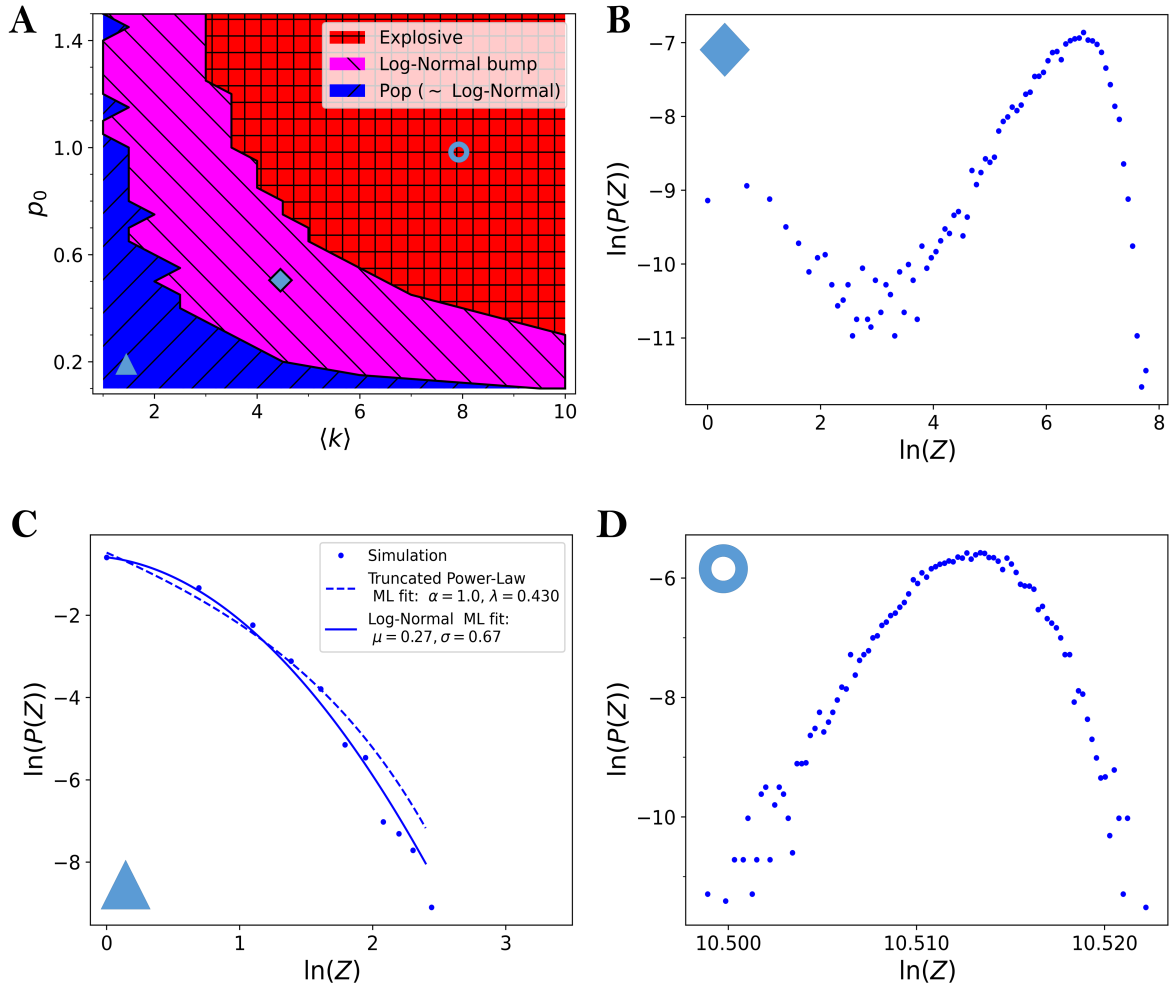 A
1.4
1.0
0.6
0.2
p0
2
4
6
8
10
⟨k⟩
Explosive
Log-Normal bump
Pop ( ~ Log-Normal)
B
−7
−8
−9
−10
−11
ln(P(Z))
0
2
4
6
8
ln(Z)
C
−2
−4
−6
−8
ln(P(Z))
0
1
2
3
ln(Z)
Simulation
Truncated Power-Law
ML fit: α = 1.0, λ = 0.430
Log-Normal ML fit:
μ = 0.27, σ = 0.67
D
−6
−8
−10
ln(P(Z))
10.500
10.510
10.520
ln(Z)